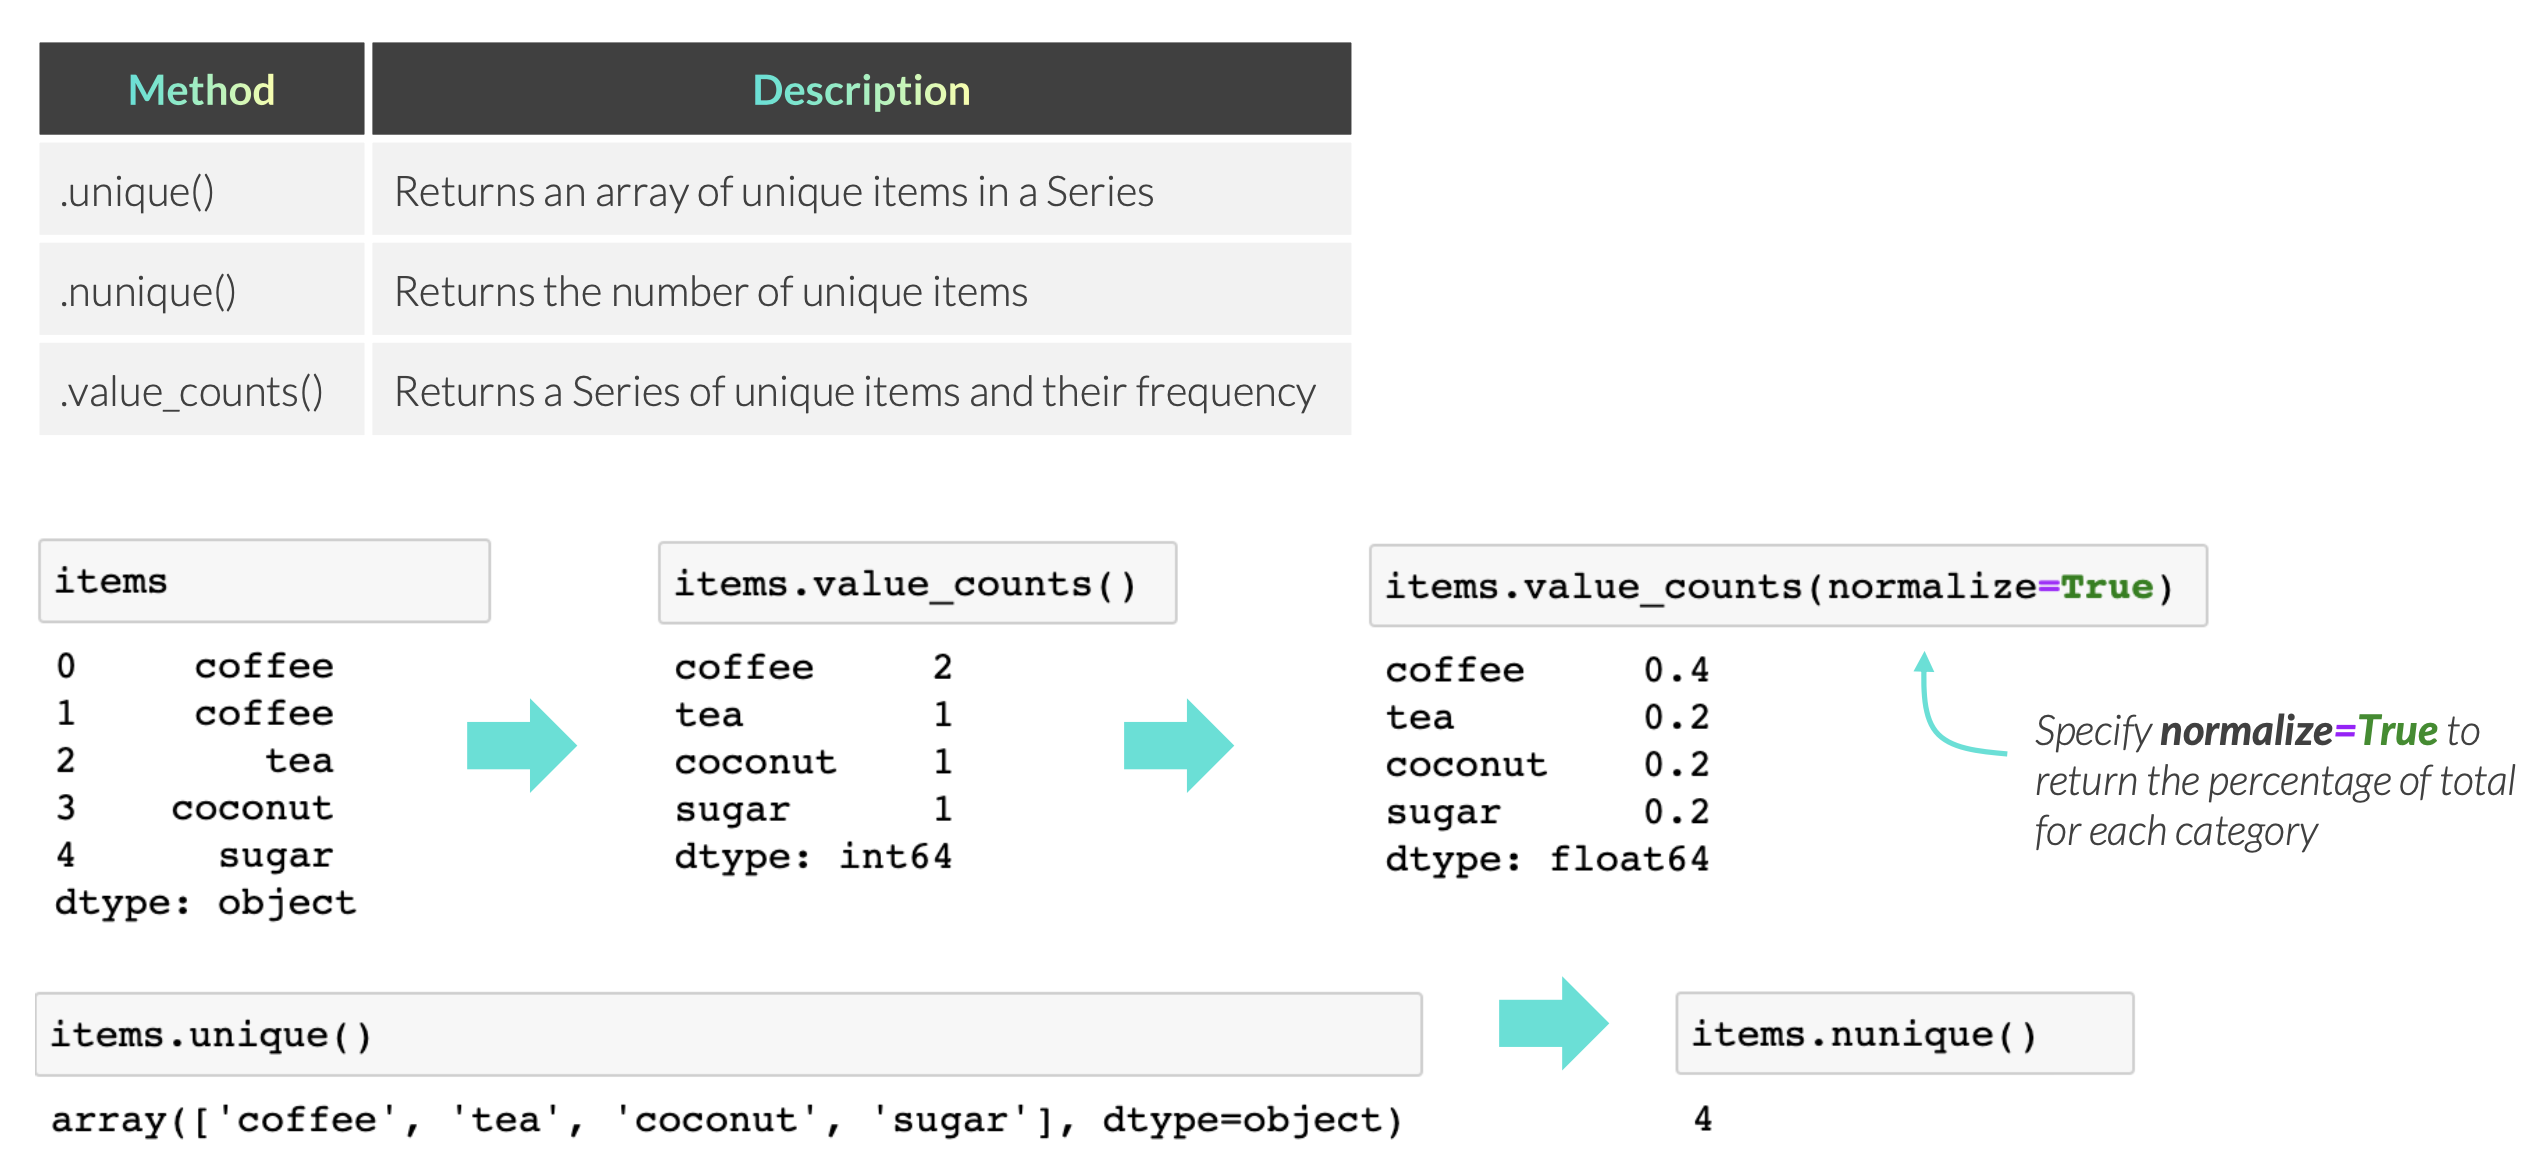 Method Description
.unique() Returns an array of unique items in a Series
.nunique() Returns the number of unique items
.value_counts() Returns a Series of unique items and their frequency
items
0 coffee
1 coffee
2 tea
3 coconut
4 sugar
dtype: object
items.value_counts()
coffee 2
tea 1
coconut 1
sugar 1
dtype: int64
items.value_counts(normalize=True)
coffee 0.4
tea 0.2
coconut 0.2
sugar 0.2
dtype: float64
Specify normalize=True to
return the percentage of total
for each category
items.unique()
array(['coffee', 'tea', 'coconut', 'sugar'], dtype=object)
items.nunique()
4